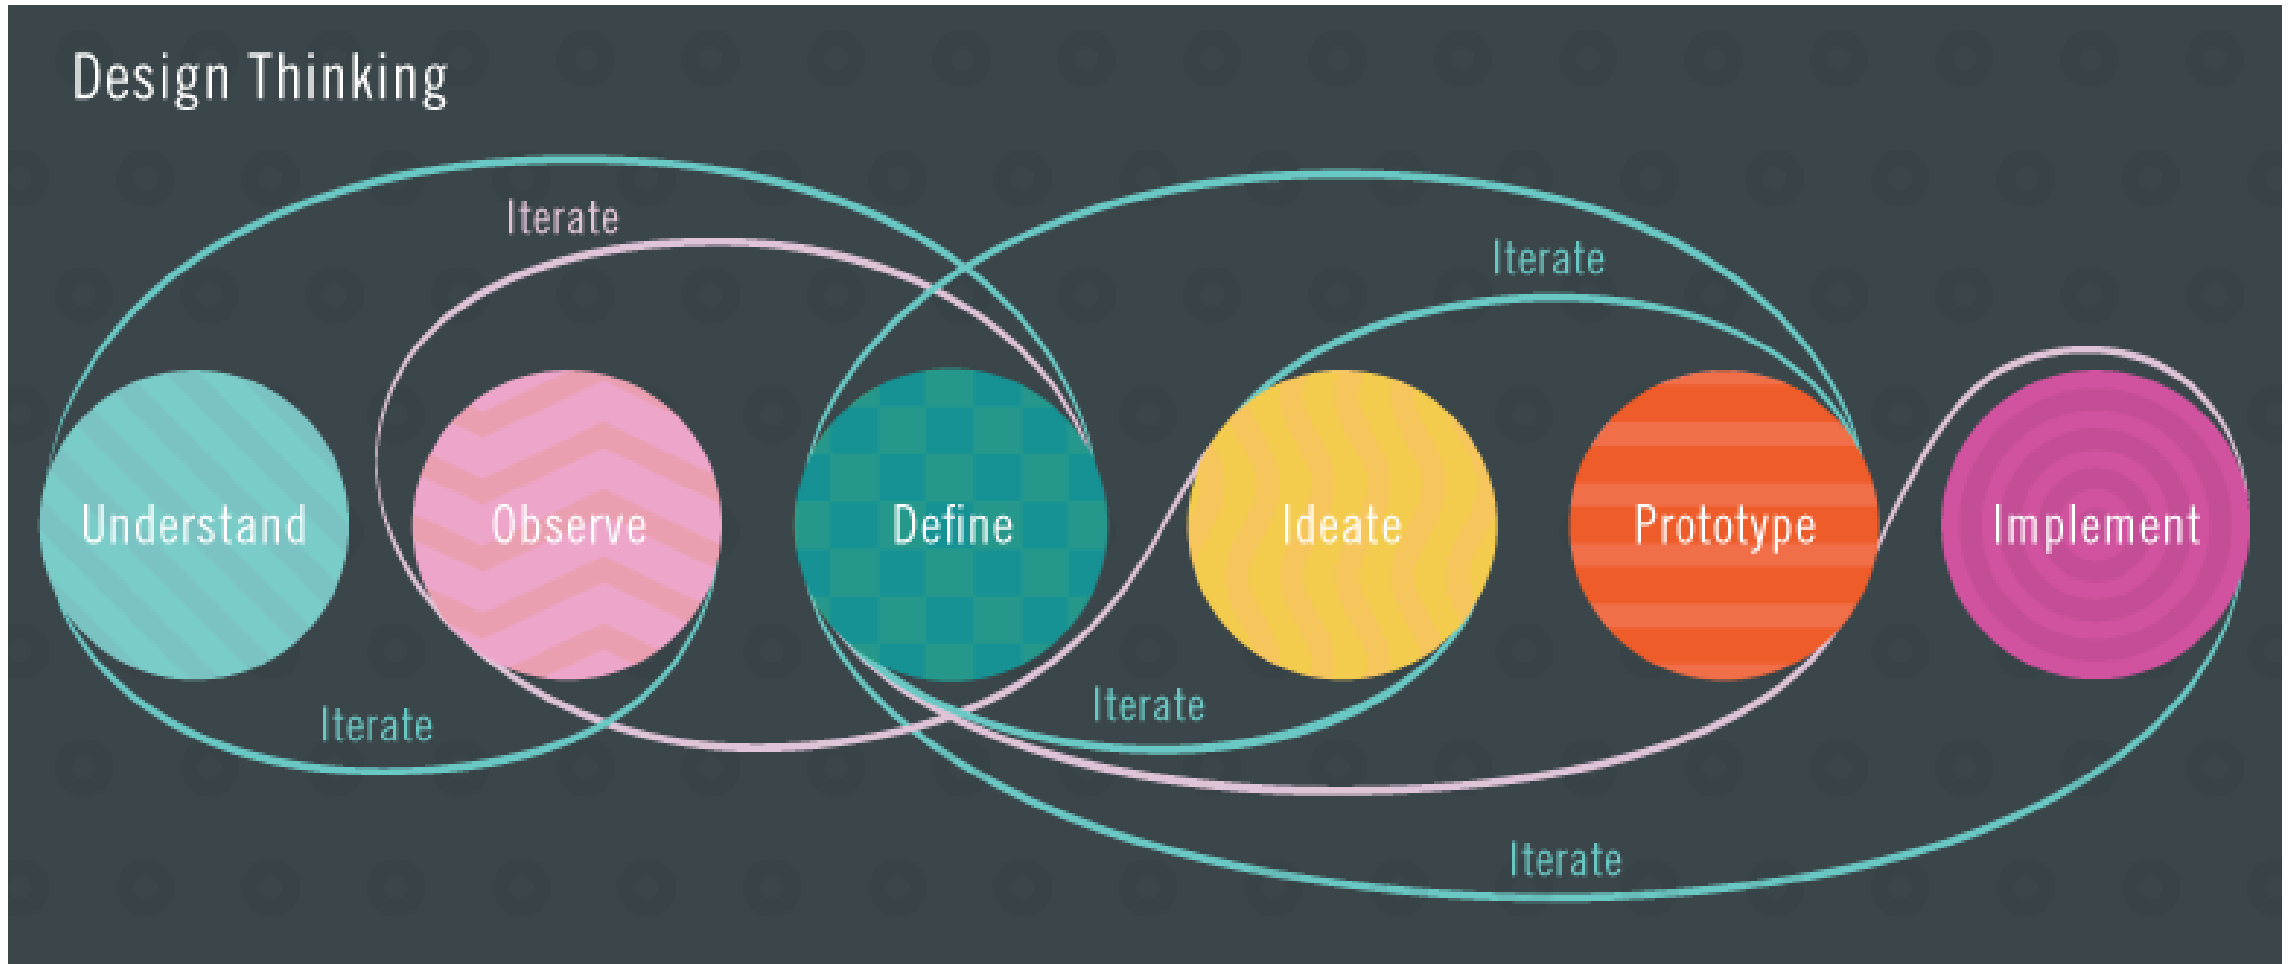 Design Thinking
Iterate
Iterate
Understand
Observe
Define
Ideate
Prototype
Implement
Iterate
Iterate
Iterate